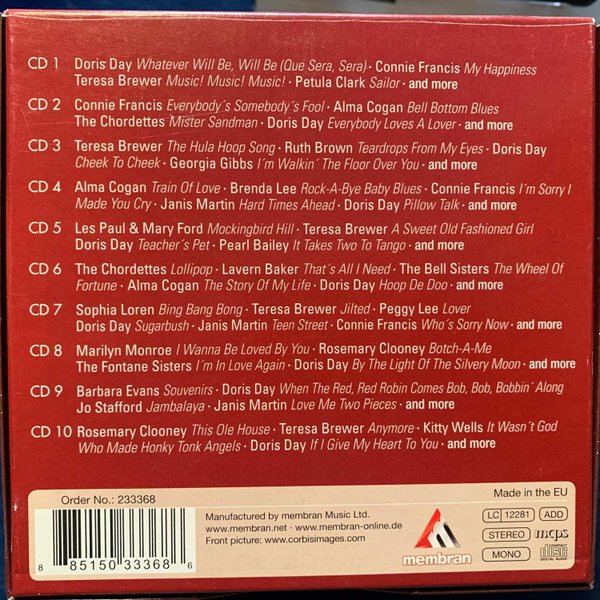 CD 1 Doris Day Whatever Will Be, Will Be (Que Sera, Sera) · Connie Francis My Happiness
Teresa Brewer Music! Music! Music! · Petula Clark Sailor · and more
CD 2 Connie Francis Everybody´s Somebody´s Fool · Alma Cogan Bell Bottom Blues
The Chordettes Mister Sandman · Doris Day Everybody Loves A Lover · and more
CD 3 Teresa Brewer The Hula Hoop Song · Ruth Brown Teardrops From My Eyes · Doris Day
Cheek To Cheek · Georgia Gibbs I´m Walkin´ The Floor Over You · and more
CD 4 Alma Cogan Train Of Love · Brenda Lee Rock-A-Bye Baby Blues · Connie Francis I´m Sorry I
Made You Cry · Janis Martin Hard Times Ahead · Doris Day Pillow Talk · and more
CD 5 Les Paul & Mary Ford Mockingbird Hill · Teresa Brewer A Sweet Old Fashioned Girl
Doris Day Teacher´s Pet · Pearl Bailey It Takes Two To Tango · and more
CD 6 The Chordettes Lollipop · Lavern Baker That´s All I Need · The Bell Sisters The Wheel Of
Fortune · Alma Cogan The Story Of My Life · Doris Day Hoop De Doo · and more
CD 7 Sophia Loren Bing Bang Bong · Teresa Brewer Jilted · Peggy Lee Lover
Doris Day Sugarbush · Janis Martin Teen Street · Connie Francis Who´s Sorry Now · and more
CD 8 Marilyn Monroe I Wanna Be Loved By You · Rosemary Clooney Botch-A-Me
The Fontane Sisters I´m In Love Again · Doris Day By The Light Of The Silvery Moon · and more
CD 9 Barbara Evans Souvenirs · Doris Day When The Red, Red Robin Comes Bob, Bob, Bobbin´ Along
Jo Stafford Jambalaya · Janis Martin Love Me Two Pieces · and more
CD 10 Rosemary Clooney This Ole House · Teresa Brewer Anymore · Kitty Wells It Wasn´t God
Who Made Honky Tonk Angels · Doris Day If I Give My Heart To You · and more
Order No.: 233368
8 85150 33368 6
Manufactured by membran Music Ltd.
www.membran.net · www.membran-online.de
Front picture: www.corbisimages.com
membran
Made in the EU
LC 12281 ADD
STEREO mcps
MONO COMPACT disc DIGITAL AUDIO